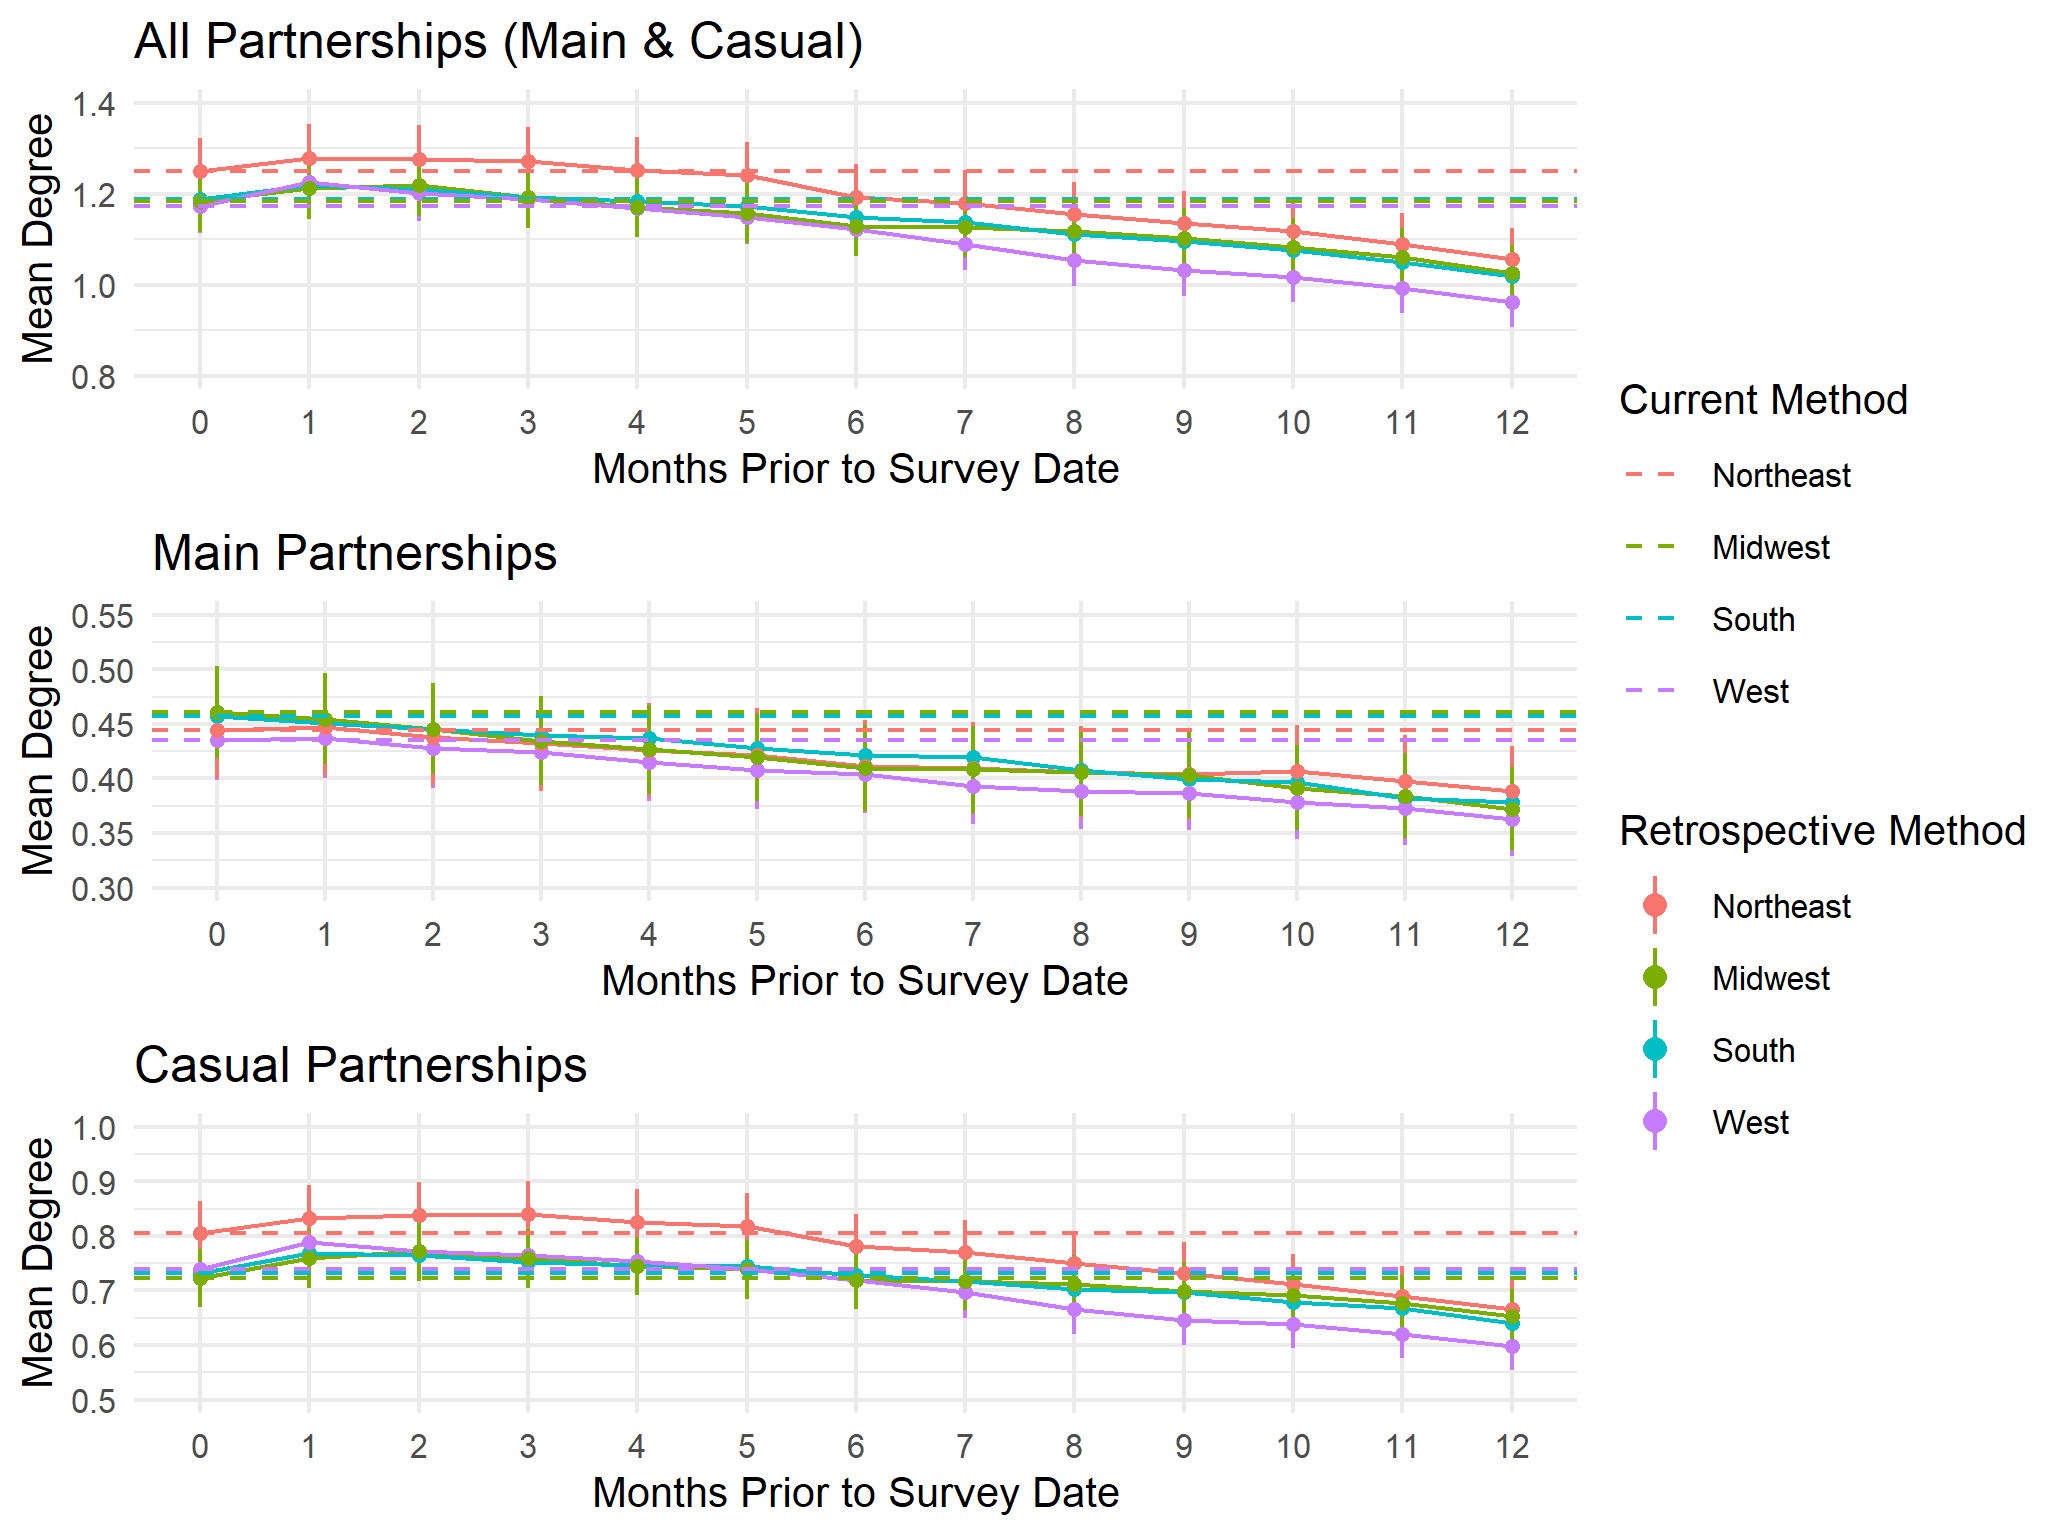 All Partnerships (Main & Casual)
Mean Degree
1.4
1.2
1.0
0.8
0 1 2 3 4 5 6 7 8 9 10 11 12
Months Prior to Survey Date
Main Partnerships
Mean Degree
0.55
0.50
0.45
0.40
0.35
0.30
0 1 2 3 4 5 6 7 8 9 10 11 12
Months Prior to Survey Date
Casual Partnerships
Mean Degree
1.0
0.9
0.8
0.7
0.6
0.5
0 1 2 3 4 5 6 7 8 9 10 11 12
Months Prior to Survey Date
Current Method
Northeast
Midwest
South
West
Retrospective Method
Northeast
Midwest
South
West